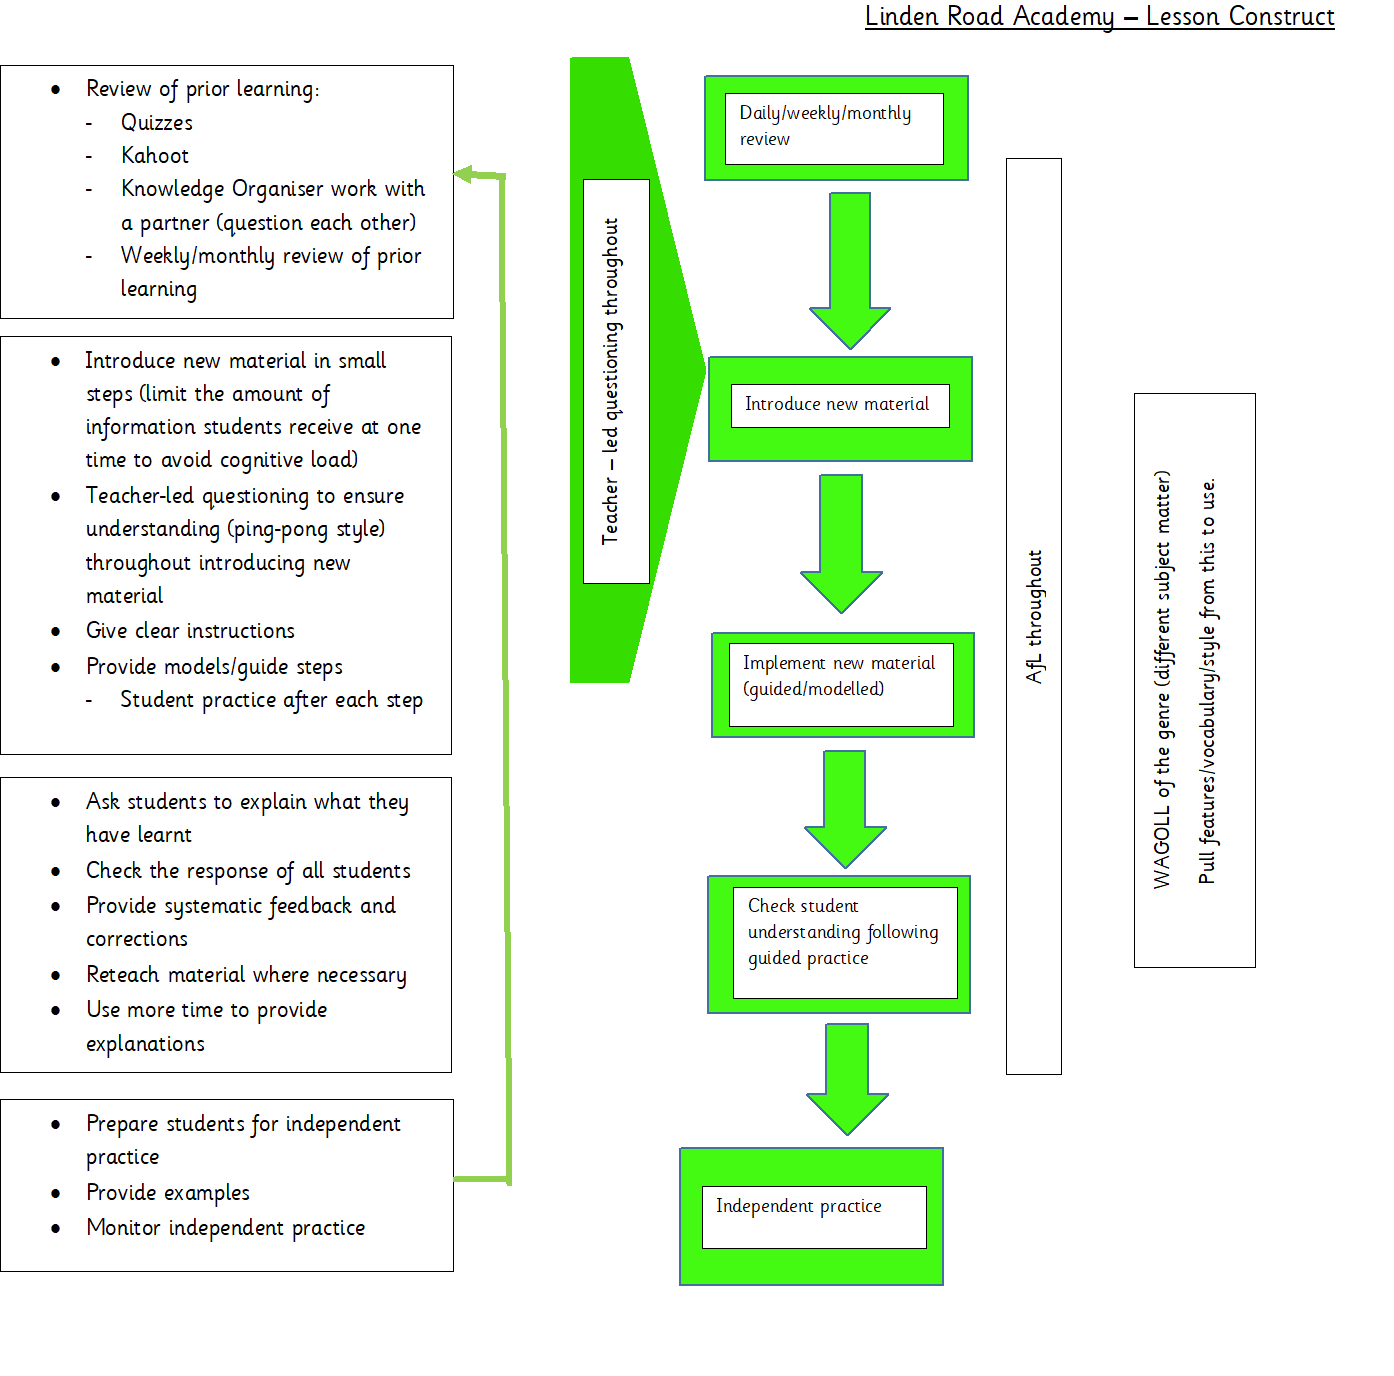 Linden Road Academy – Lesson Construct
• Review of prior learning:
- Quizzes
- Kahoot
- Knowledge Organiser work with
a partner (question each other)
- Weekly/monthly review of prior
learning
• Introduce new material in small
steps (limit the amount of
information students receive at one
time to avoid cognitive load)
• Teacher-led questioning to ensure
understanding (ping-pong style)
throughout introducing new
material
• Give clear instructions
• Provide models/guide steps
- Student practice after each step
• Ask students to explain what they
have learnt
• Check the response of all students
• Provide systematic feedback and
corrections
• Reteach material where necessary
• Use more time to provide
explanations
• Prepare students for independent
practice
• Provide examples
• Monitor independent practice
Teacher – led questioning throughout
Daily/weekly/monthly
review
Introduce new material
Implement new material
(guided/modelled)
Check student
understanding following
guided practice
Independent practice
AfL throughout
WAGOLL of the genre (different subject matter)
Pull features/vocabulary/style from this to use.